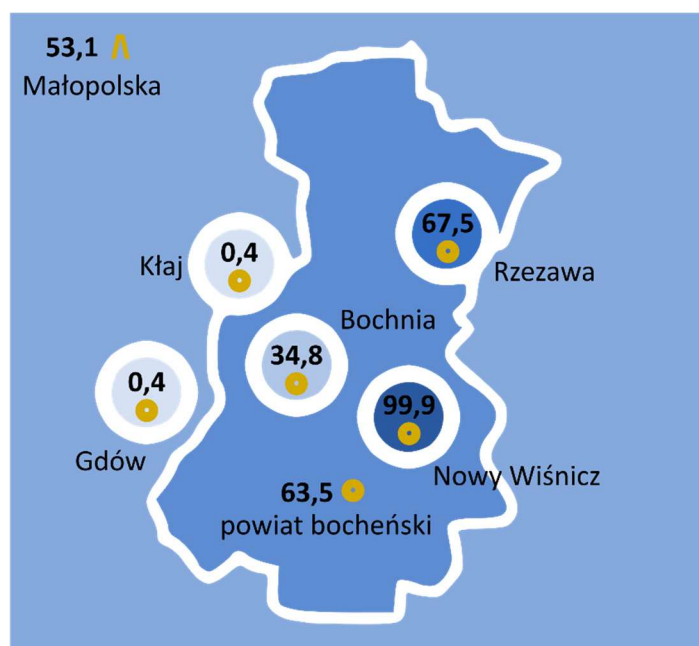 53,1
Małopolska
67,5
Rzezawa
0,4
Kłaj
Bochnia
34,8
0,4
Gdów
99,9
Nowy Wiśnicz
63,5
powiat bocheński